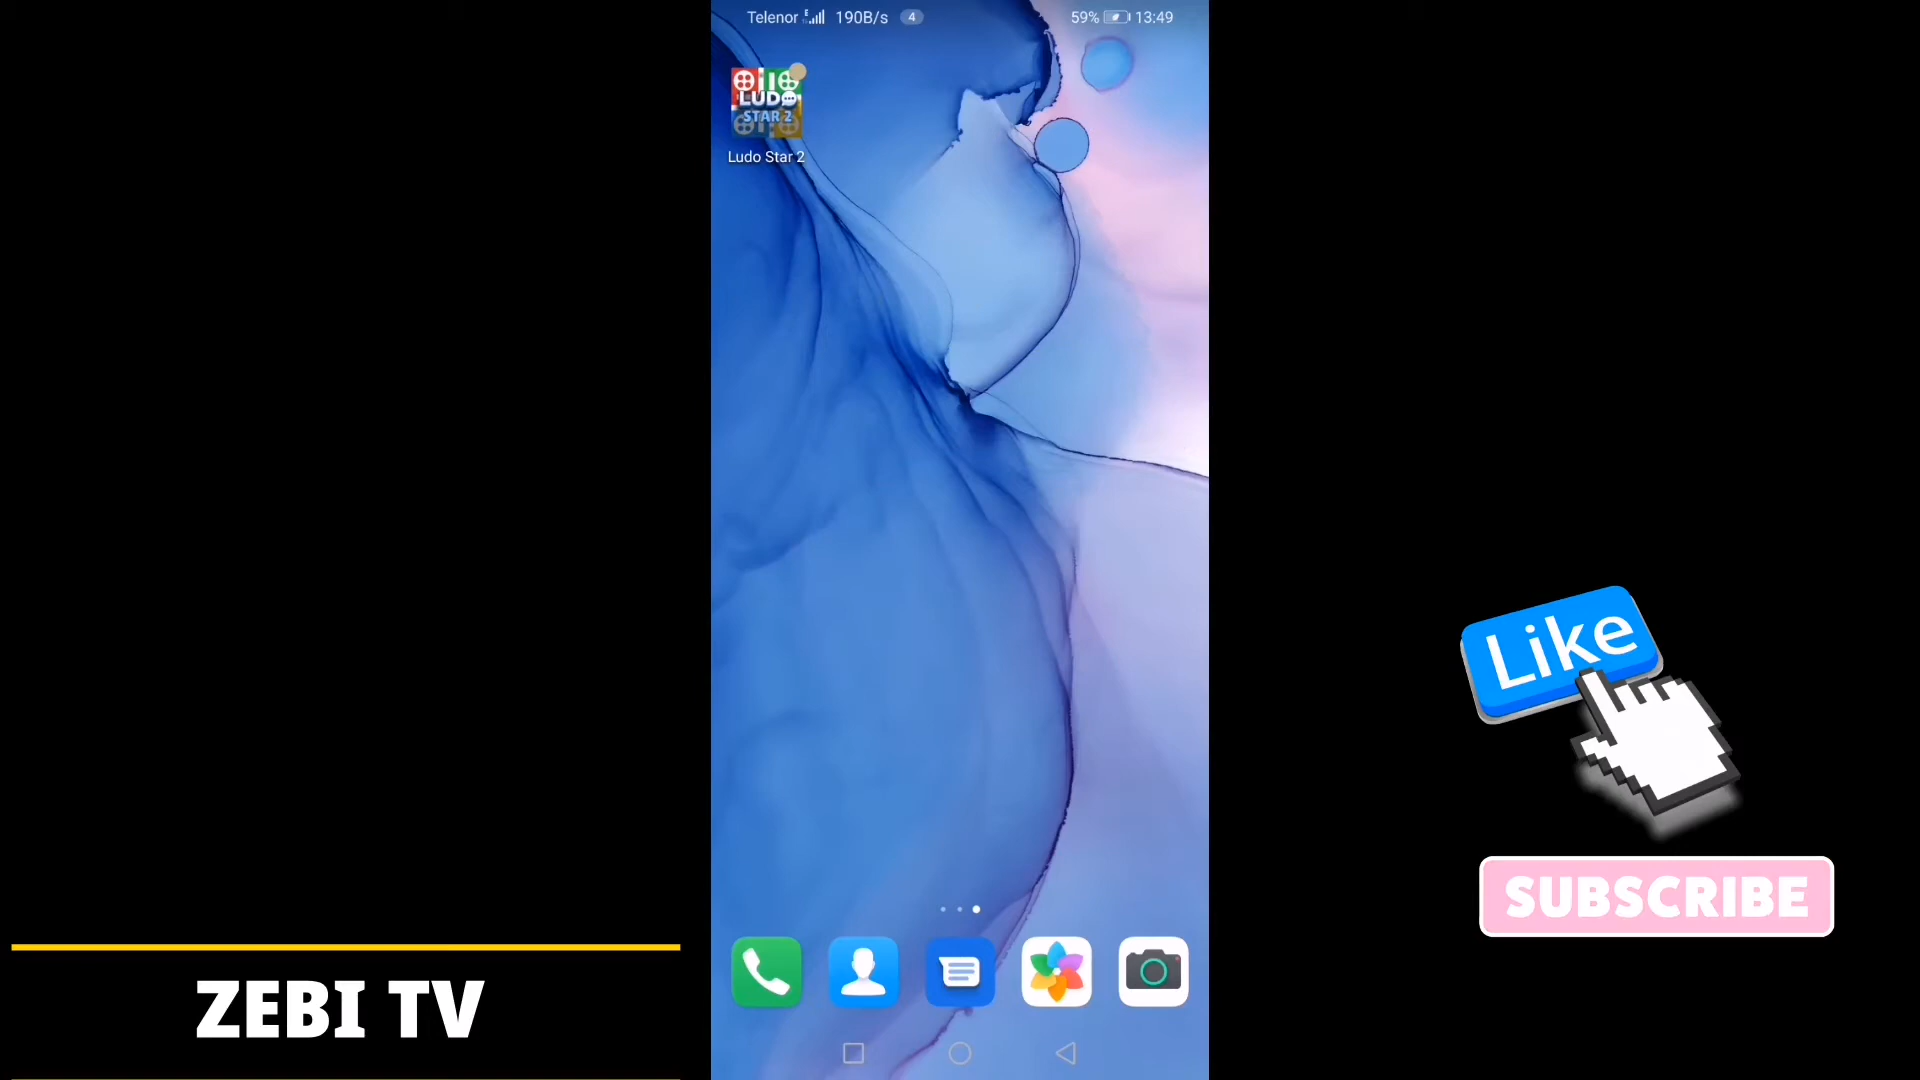 Telenor E 190B/s 4 59% 13:49
LUDO
STAR 2
Ludo Star 2
Like
SUBSCRIBE
ZEBI TV